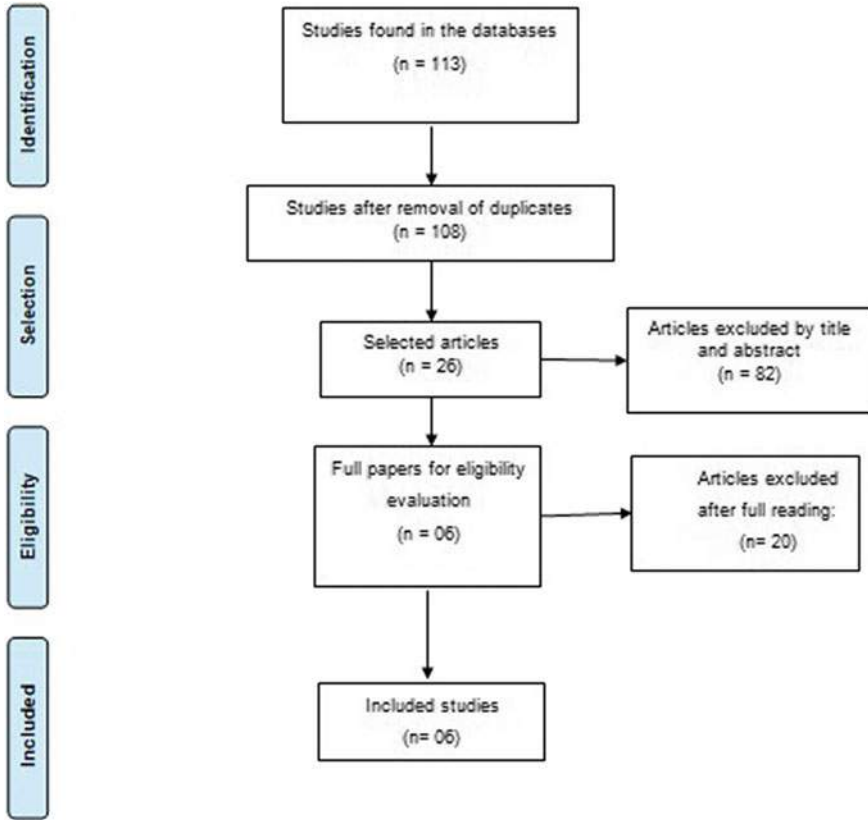 Identification
Studies found in the databases
(n = 113)
Studies after removal of duplicates
(n = 108)
Selection
Selected articles
(n = 26)
Articles excluded by title
and abstract
(n = 82)
Eligibility
Full papers for eligibility
evaluation
(n = 06)
Articles excluded
after full reading:
(n= 20)
Included
Included studies
(n= 06)